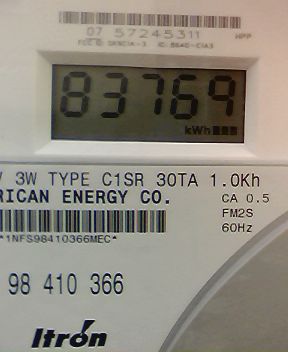 07 57245311
83769
kWh
3W TYPE C1SR 30TA 1.0Kh
RICAN ENERGY CO.
CA 0.5
FM2S
60Hz
*1NFS98410366MEC*
98 410 366
Itron